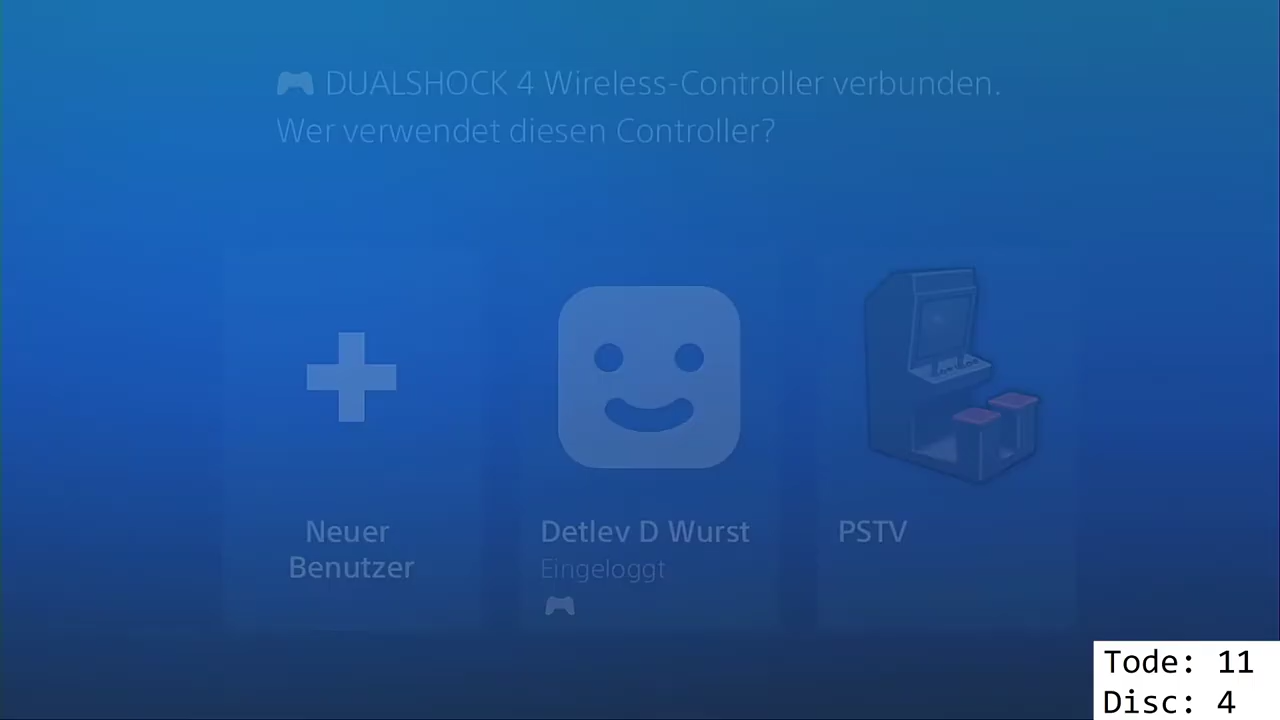 DUALSHOCK 4 Wireless-Controller verbunden.
Wer verwendet diesen Controller?
Neuer
Benutzer
Detlev D Wurst
Eingeloggt
PSTV
Tode: 11
Disc: 4